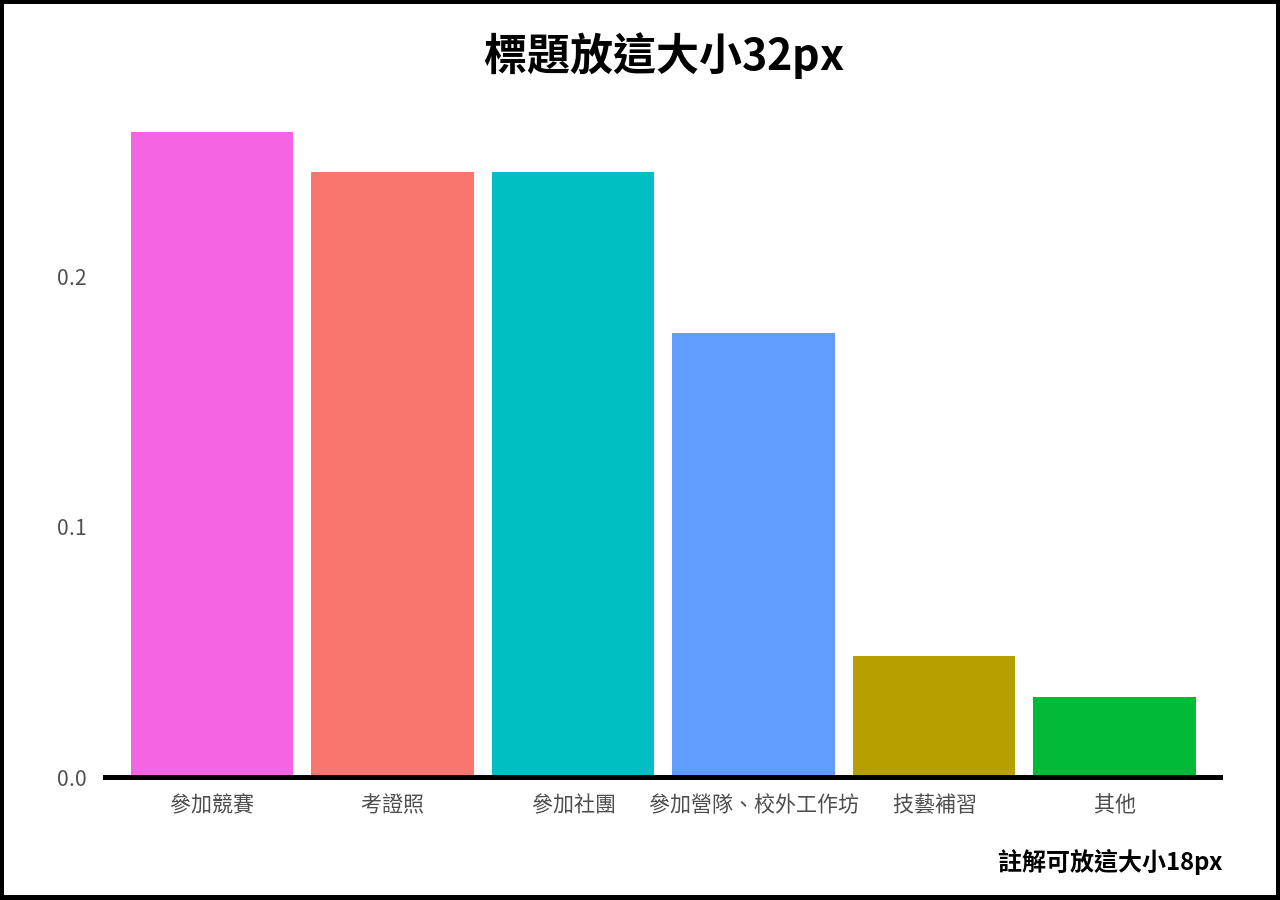 標題放這大小32px
0.2
0.1
0.0
參加競賽 考證照 參加社團 參加營隊、校外工作坊 技藝補習 其他
註解可放這大小18px